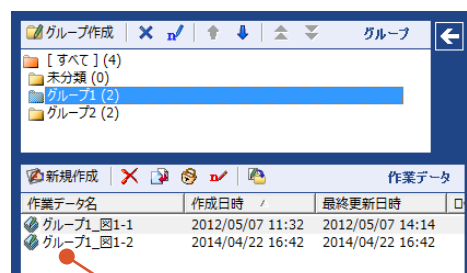 グループ作成 グループ
[すべて] (4)
未分類 (0)
グループ1 (2)
グループ2 (2)
新規作成 作業データ
作業データ名 作成日時 最終更新日時 ロ
グループ1_図1-1 2012/05/07 11:32 2012/05/07 14:14
グループ1_図1-2 2014/04/22 16:42 2014/04/22 16:42